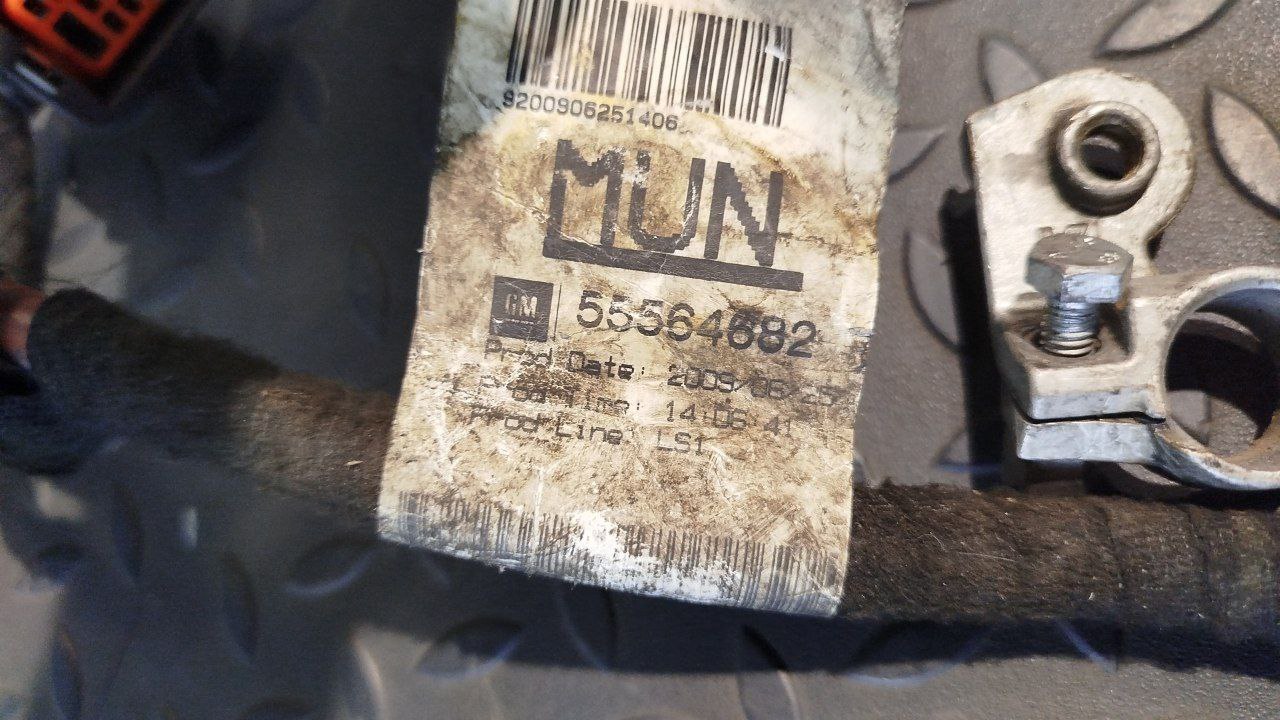 9200906251406
MUN
GM 55564682
Prod Date: 2009/06/25
Prod Time: 14:06:41
Prod Line: LS1